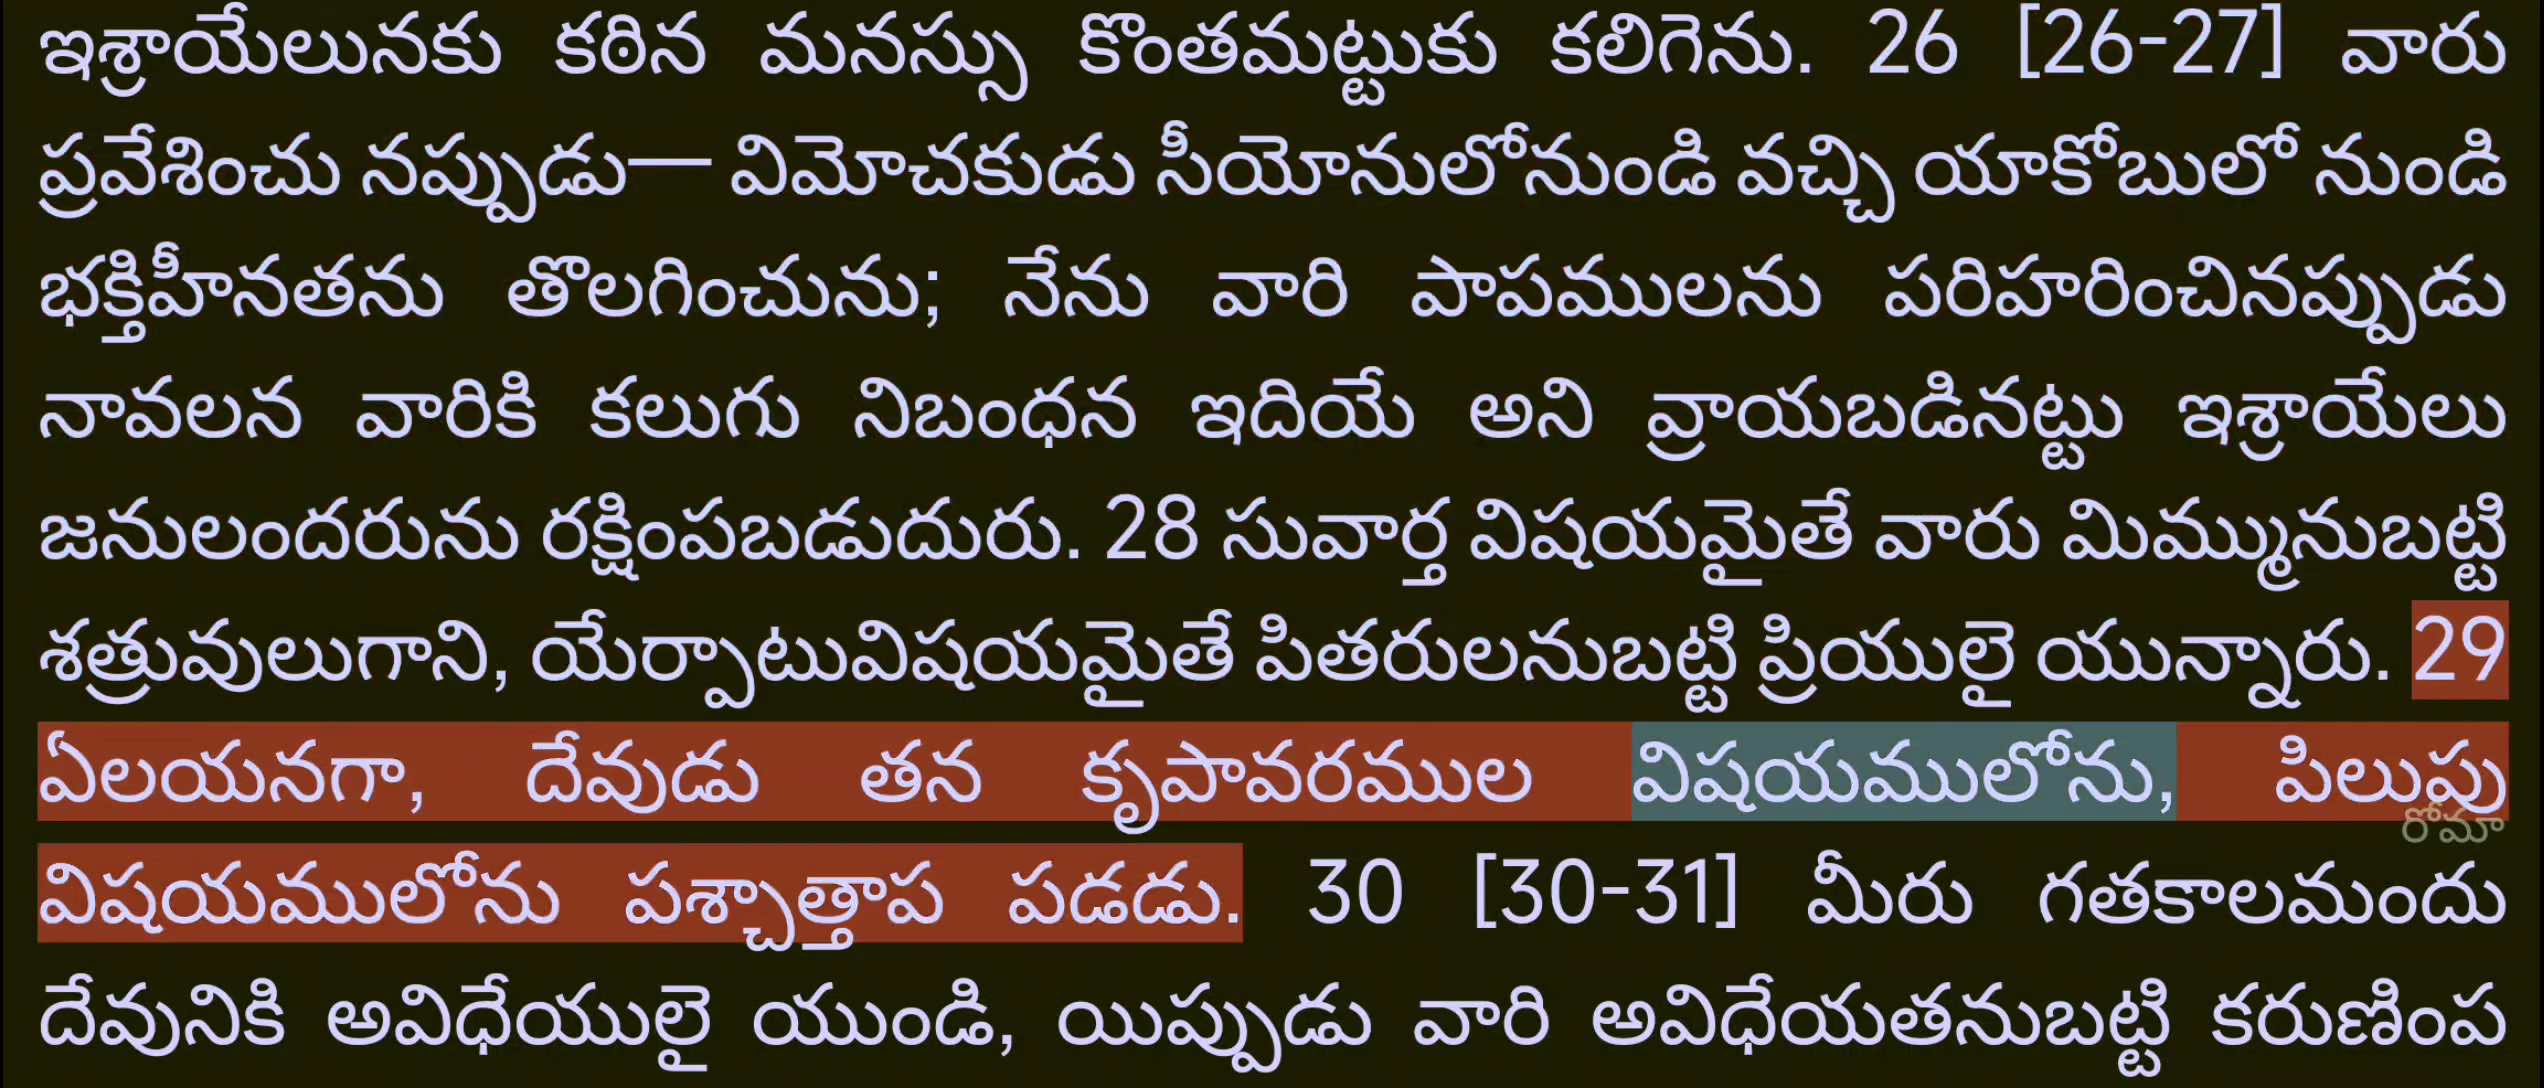 ఇశ్రాయేలునకు కఠిన మనస్సు కొంతమట్టుకు కలిగెను. 26 [26-27] వారు
ప్రవేశించు నప్పుడు— విమోచకుడు సీయోనులోనుండి వచ్చి యాకోబులో నుండి
భక్తిహీనతను తొలగించును; నేను వారి పాపములను పరిహరించినప్పుడు
నావలన వారికి కలుగు నిబంధన ఇదియే అని వ్రాయబడినట్టు ఇశ్రాయేలు
జనులందరును రక్షింపబడుదురు. 28 సువార్త విషయమైతే వారు మిమ్మునుబట్టి
శత్రువులుగాని, యేర్పాటువిషయమైతే పితరులనుబట్టి ప్రియులై యున్నారు. 29
ఏలయనగా, దేవుడు తన కృపావరముల విషయములోను, పిలుపు
రోమా
విషయములోను పశ్చాత్తాప పడడు. 30 [30-31] మీరు గతకాలమందు
దేవునికి అవిధేయులై యుండి, యిప్పుడు వారి అవిధేయతనుబట్టి కరుణింప